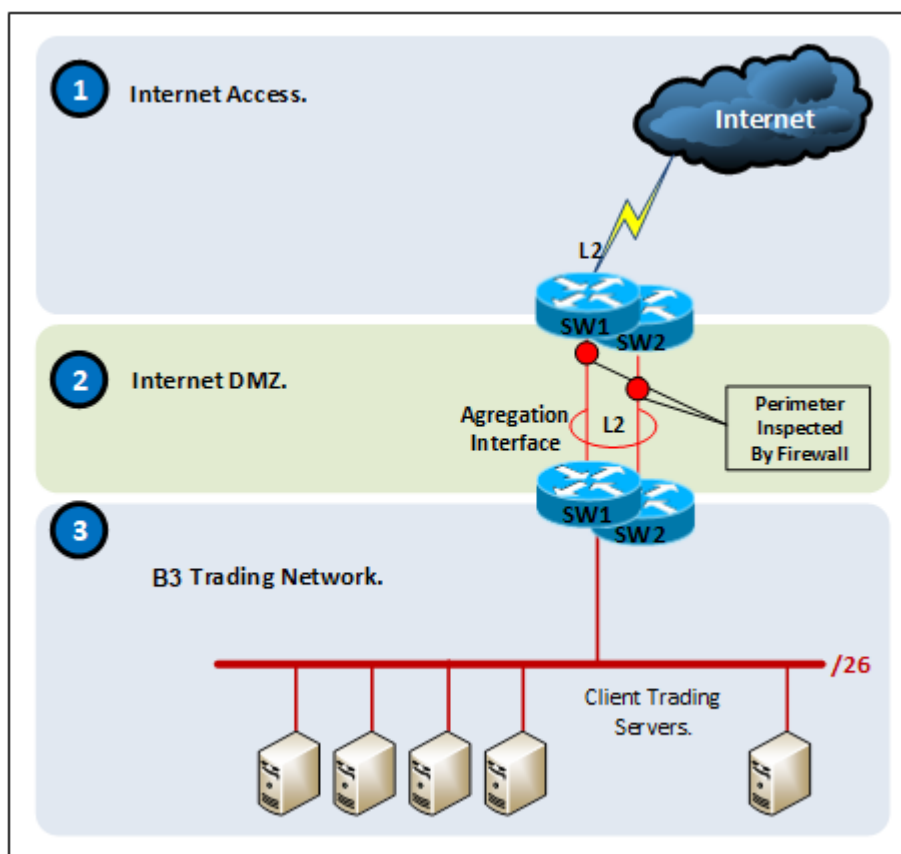 1
Internet Access.
Internet
L2
SW1
SW2
2
Internet DMZ.
Agregation
Interface
L2
Perimeter
Inspected
By Firewall
SW1
SW2
3
B3 Trading Network.
/26
Client Trading
Servers.